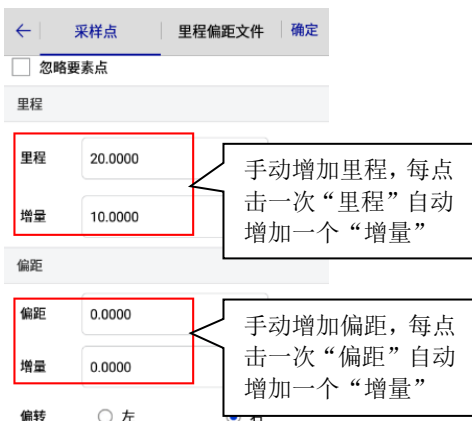 ← 采样点 里程偏距文件 确定
忽略要素点
里程
里程 20.0000
增量 10.0000
手动增加里程，每点
击一次“里程”自动
增加一个“增量”
偏距
偏距 0.0000
增量 0.0000
手动增加偏距，每点
击一次“偏距”自动
增加一个“增量”
偏转 左 右